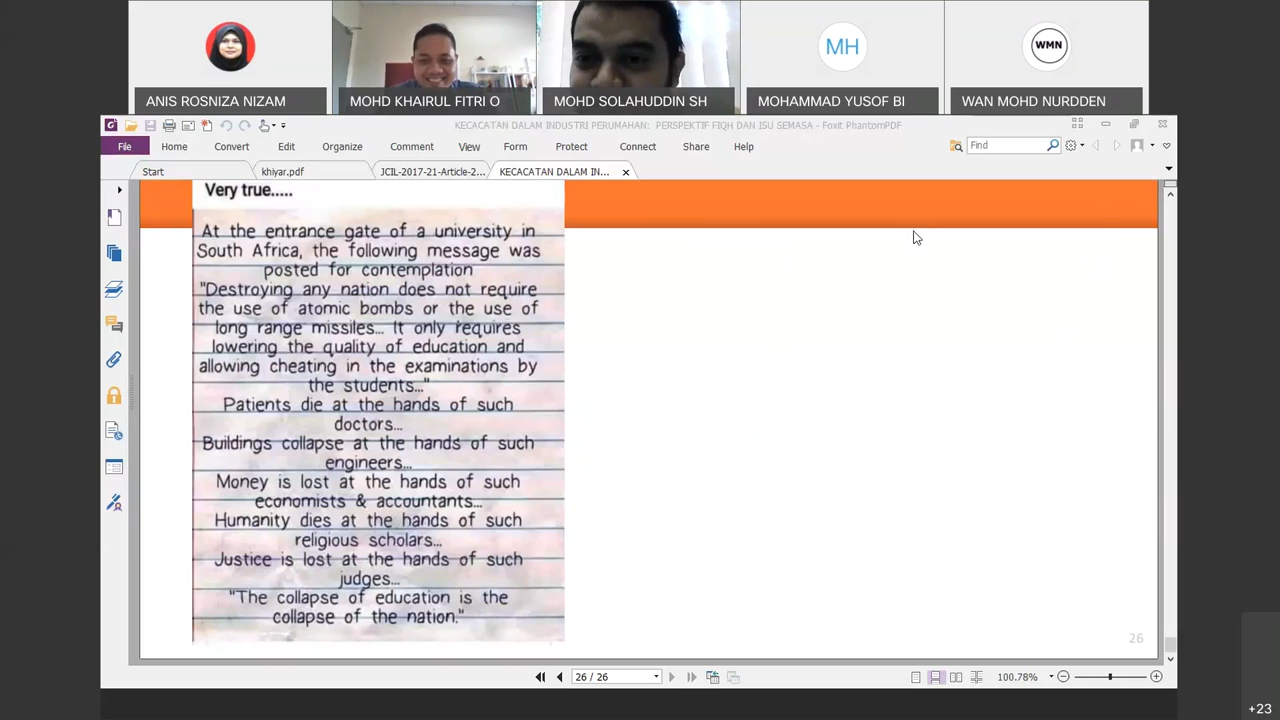 MH
WMN
ANIS ROSNIZA NIZAM
MOHD KHAIRUL FITRI O
MOHD SOLAHUDDIN SH
MOHAMMAD YUSOF BI
WAN MOHD NURDDEN
KECACATAN DALAM INDUSTRI PERUMAHAN: PERSPEKTIF FIQH DAN ISU SEMASA - Foxit PhantomPDF
File Home Convert Edit Organize Comment View Form Protect Connect Share Help
Find
Start
khiyar.pdf
JCIL-2017-21-Article-2...
KECACATAN DALAM IN...
Very true.....
At the entrance gate of a university in
South Africa, the following message was
posted for contemplation
"Destroying any nation does not require
the use of atomic bombs or the use of
long range missiles... It only requires
lowering the quality of education and
allowing cheating in the examinations by
the students..."
Patients die at the hands of such
doctors...
Buildings collapse at the hands of such
engineers...
Money is lost at the hands of such
economists & accountants...
Humanity dies at the hands of such
religious scholars...
Justice is lost at the hands of such
judges...
"The collapse of education is the
collapse of the nation."
26
26 / 26
100.78%
+23